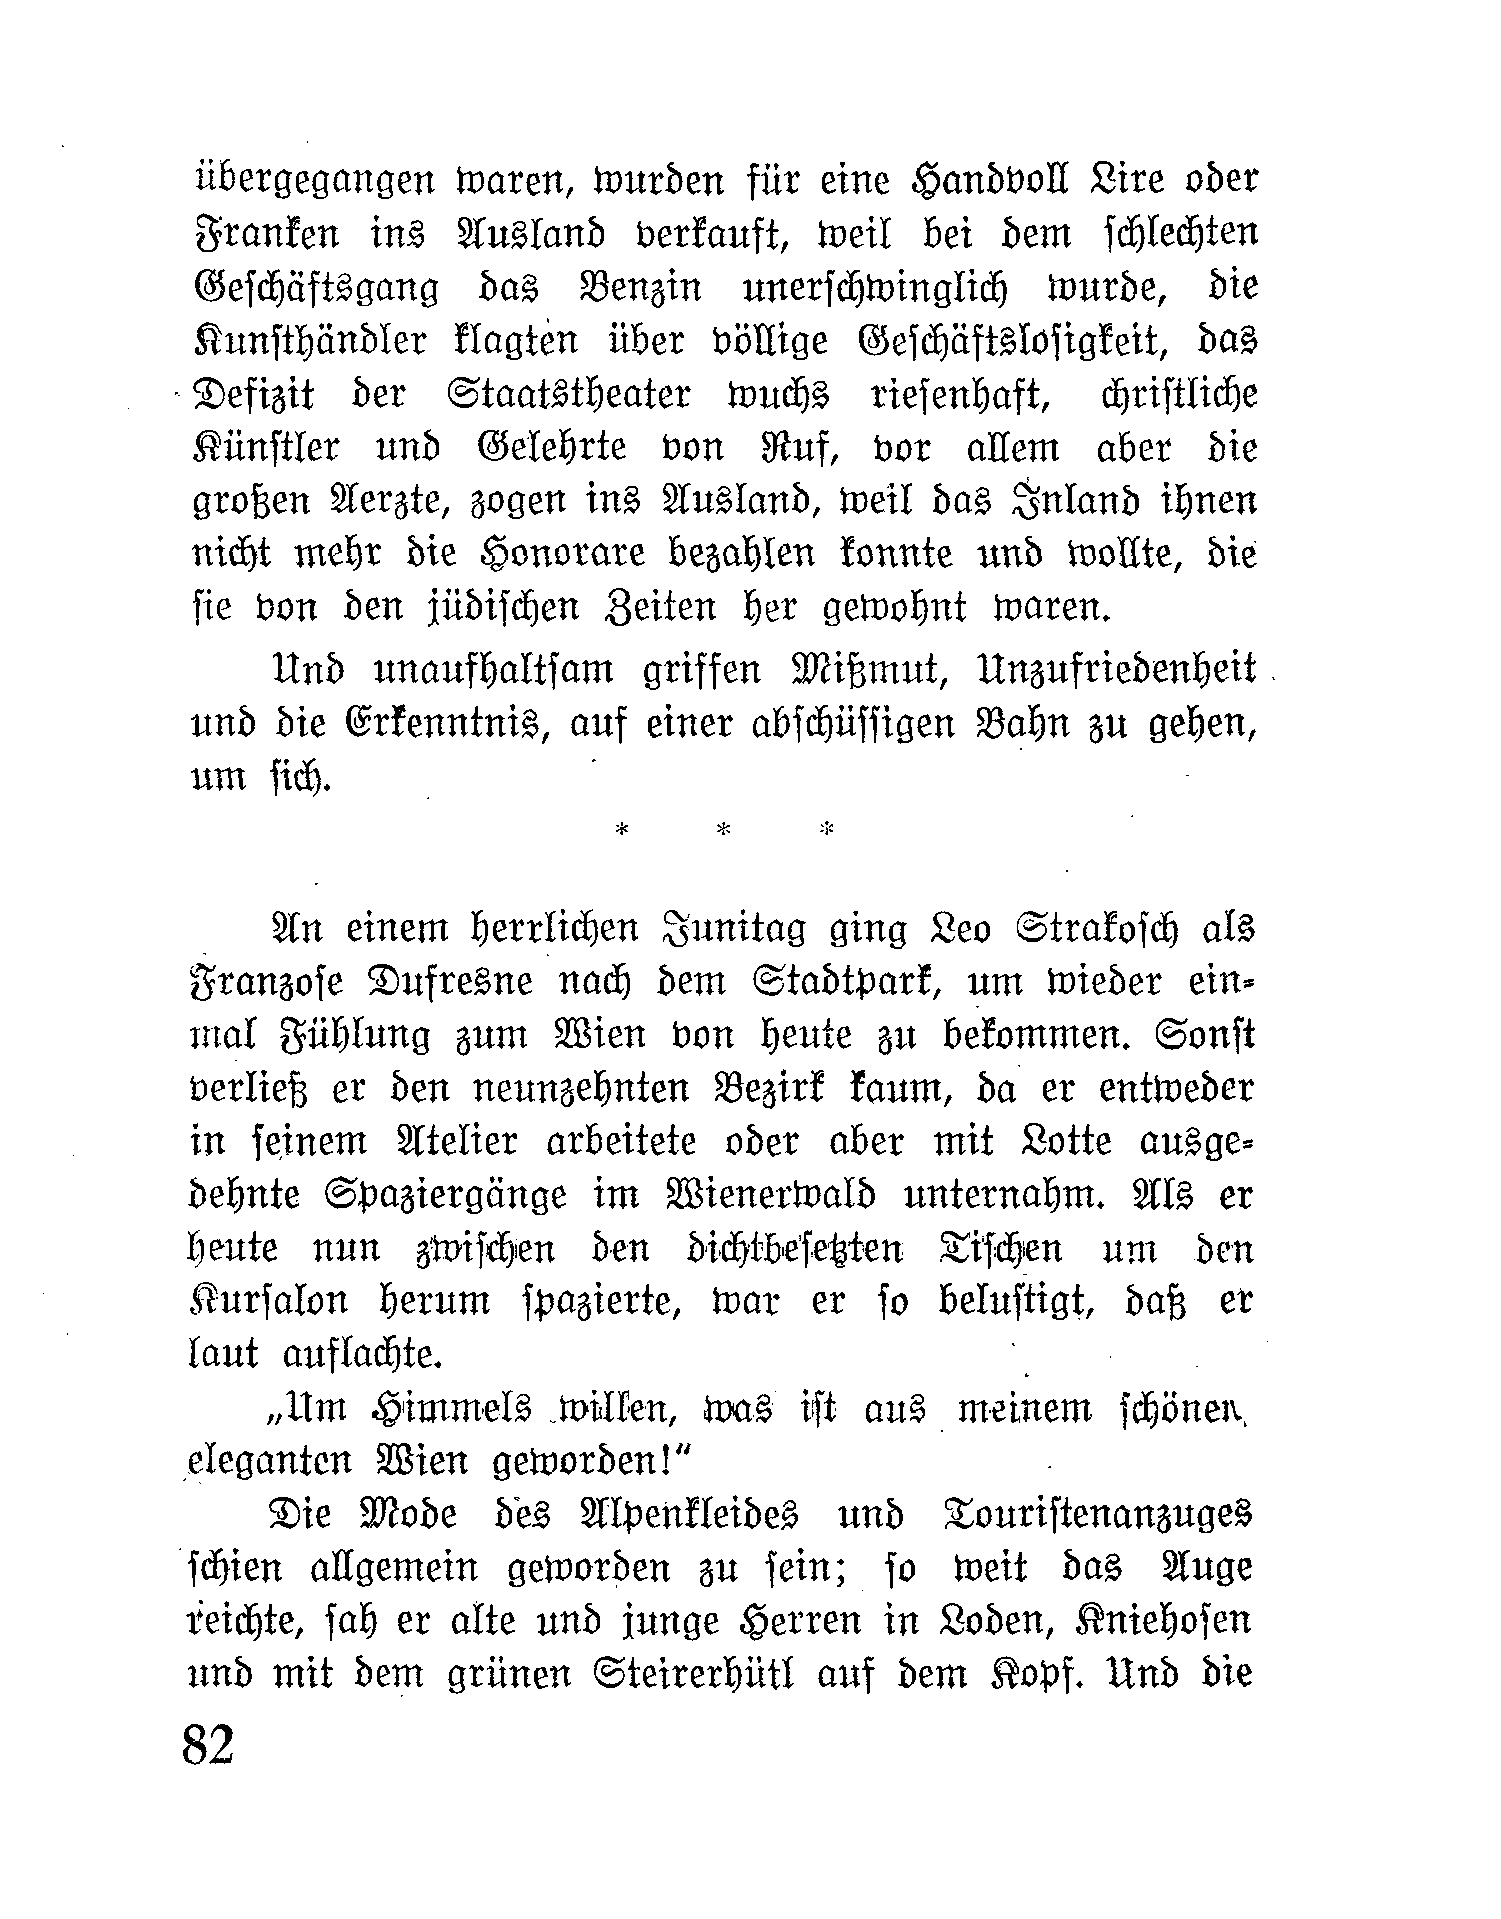 übergegangen waren, wurden für eine Handvoll Lire oder
Franken ins Ausland verkauft, weil bei dem schlechten
Geschäftsgang das Benzin unerschwinglich wurde, die
Kunsthändler klagten über völlige Geschäftslosigkeit, das
Defizit der Staatstheater wuchs riesenhaft, christliche
Künstler und Gelehrte von Ruf, vor allem aber die
großen Aerzte, zogen ins Ausland, weil das Inland ihnen
nicht mehr die Honorare bezahlen konnte und wollte, die
sie von den jüdischen Zeiten her gewohnt waren.
Und unaufhaltsam griffen Mißmut, Unzufriedenheit
und die Erkenntnis, auf einer abschüssigen Bahn zu gehen,
um sich.
* * *
An einem herrlichen Junitag ging Leo Strakosch als
Franzose Dufresne nach dem Stadtpark, um wieder ein-
mal Fühlung zum Wien von heute zu bekommen. Sonst
verließ er den neunzehnten Bezirk kaum, da er entweder
in seinem Atelier arbeitete oder aber mit Lotte ausge-
dehnte Spaziergänge im Wienerwald unternahm. Als er
heute nun zwischen den dichtbesetzten Tischen um den
Kursalon herum spazierte, war er so belustigt, daß er
laut auflachte.
„Um Himmels willen, was ist aus meinem schönen,
eleganten Wien geworden!“
Die Mode des Alpenkleides und Touristenanzuges
schien allgemein geworden zu sein; so weit das Auge
reichte, sah er alte und junge Herren in Loden, Kniehosen
und mit dem grünen Steirerhütl auf dem Kopf. Und die
82